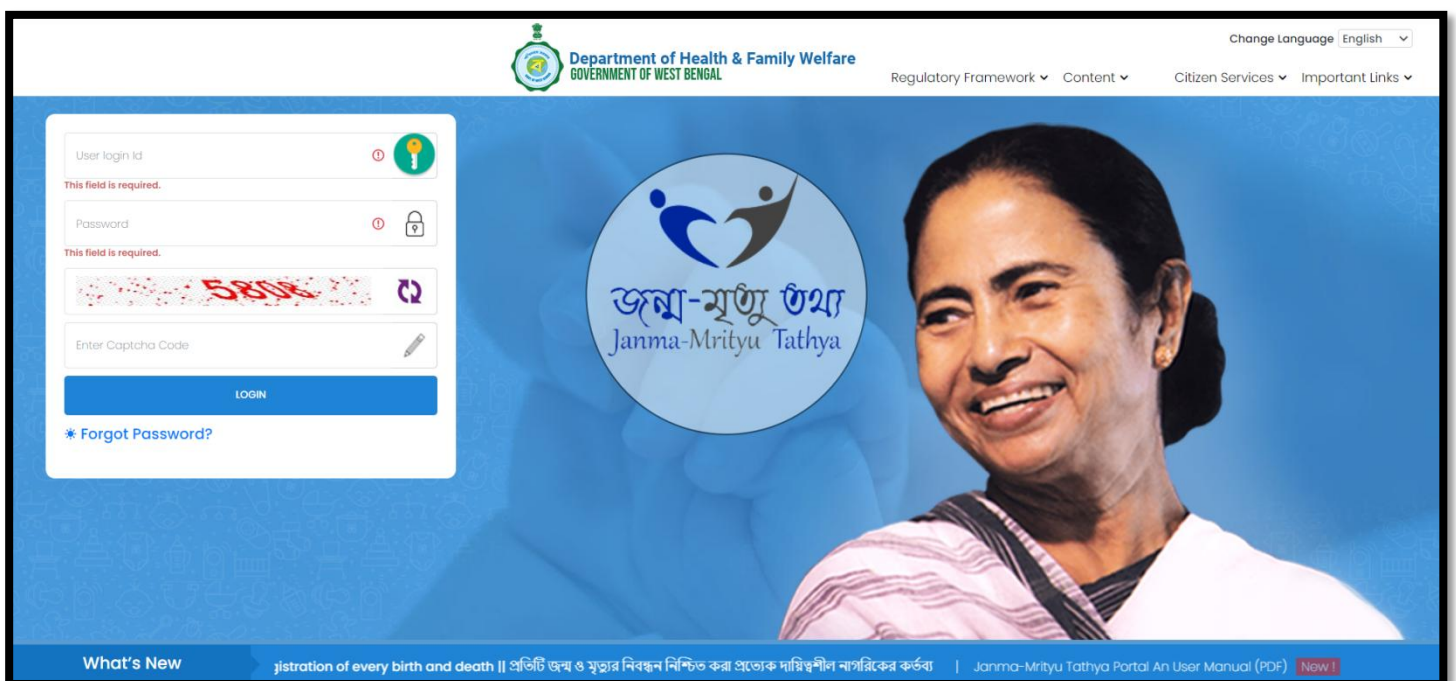 Change Language English
Department of Health & Family Welfare
GOVERNMENT OF WEST BENGAL
Regulatory Framework Content Citizen Services Important Links
User login Id
This field is required.
Password
This field is required.
5808
Enter Captcha Code
LOGIN
Forgot Password?
জন্ম-মৃত্যু তথ্য
Janma-Mrityu Tathya
What's New
gistration of every birth and death || প্রতিটি জন্ম ও মৃত্যুর নিবন্ধন নিশ্চিত করা প্রত্যেক দায়িত্বশীল নাগরিকের কর্তব্য | Janma-Mrityu Tathya Portal An User Manual (PDF) New !